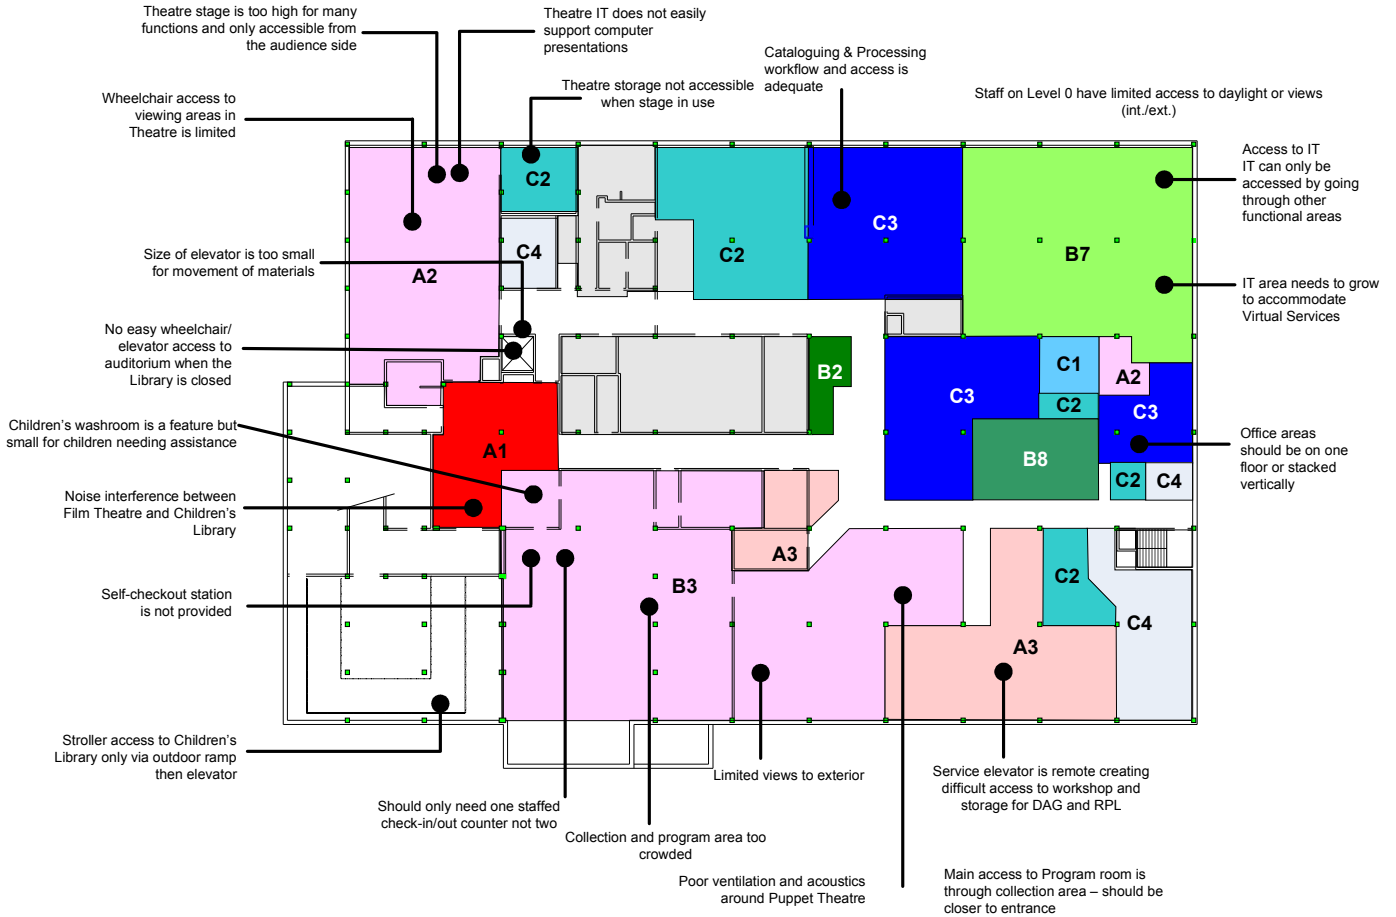 Theatre stage is too high for many
functions and only accessible from
the audience side
Theatre IT does not easily
support computer
presentations
Cataloguing & Processing
workflow and access is
adequate
Theatre storage not accessible
when stage in use
Staff on Level 0 have limited access to daylight or views
(int./ext.)
Wheelchair access to
viewing areas in
Theatre is limited
Access to IT
IT can only be
accessed by going
through other
functional areas
Size of elevator is too small
for movement of materials
IT area needs to grow
to accommodate
Virtual Services
No easy wheelchair/
elevator access to
auditorium when the
Library is closed
Children's washroom is a feature but
small for children needing assistance
Office areas
should be on one
floor or stacked
vertically
Noise interference between
Film Theatre and Children's
Library
Self-checkout station
is not provided
Stroller access to Children's
Library only via outdoor ramp
then elevator
Should only need one staffed
check-in/out counter not two
Collection and program area too
crowded
Limited views to exterior
Poor ventilation and acoustics
around Puppet Theatre
Service elevator is remote creating
difficult access to workshop and
storage for DAG and RPL
Main access to Program room is
through collection area – should be
closer to entrance
C2
C3
C4
C2
B7
A2
B2
C1
A2
C3
C2
C3
A1
B8
C2
C4
A3
B3
C2
C4
A3